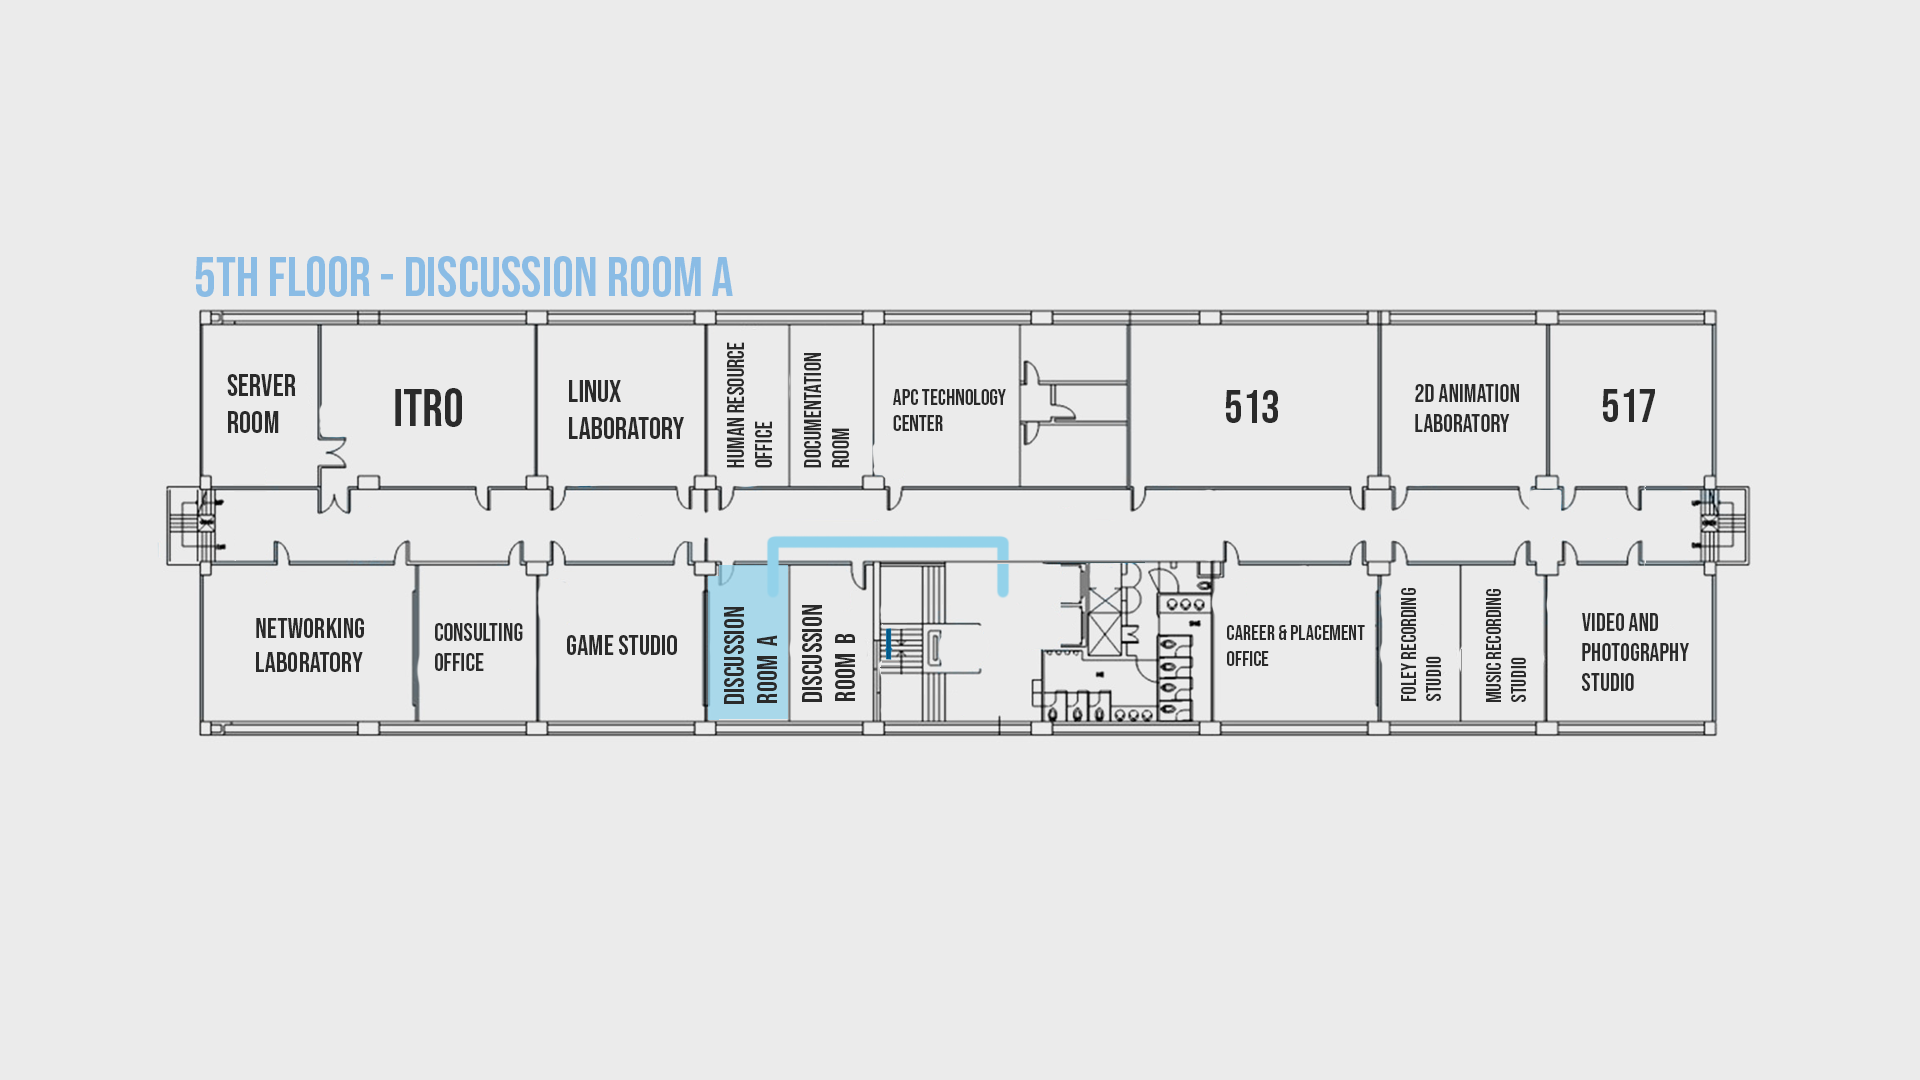 5TH FLOOR - DISCUSSION ROOM A
SERVER
ROOM
ITRO
LINUX
LABORATORY
HUMAN RESOURCE
OFFICE
DOCUMENTATION
ROOM
APC TECHNOLOGY
CENTER
513
2D ANIMATION
LABORATORY
517
NETWORKING
LABORATORY
CONSULTING
OFFICE
GAME STUDIO
DISCUSSION
ROOM A
DISCUSSION
ROOM B
CAREER & PLACEMENT
OFFICE
FOLEY RECORDING
STUDIO
MUSIC RECORDING
STUDIO
VIDEO AND
PHOTOGRAPHY
STUDIO